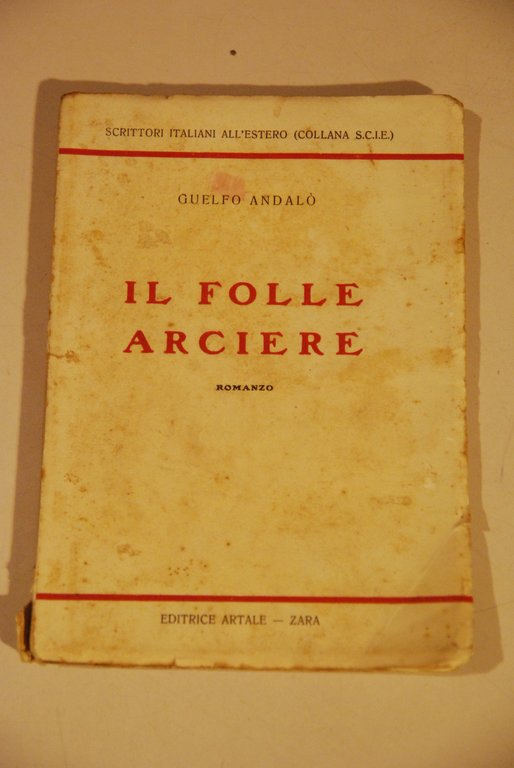 SCRITTORI ITALIANI ALL'ESTERO (COLLANA S.C.I.E.)
GUELFO ANDALÒ
IL FOLLE
ARCIERE
ROMANZO
EDITRICE ARTALE — ZARA